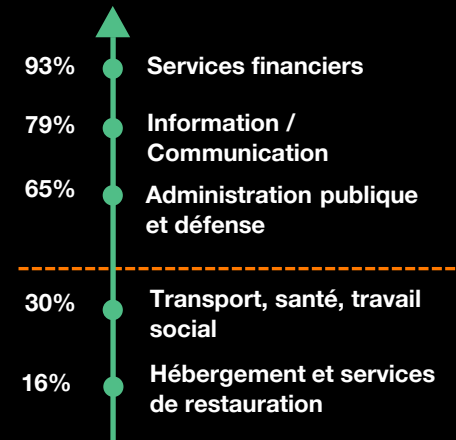 93% Services financiers
79% Information /
Communication
65% Administration publique
et défense
30% Transport, santé, travail
social
16% Hébergement et services
de restauration